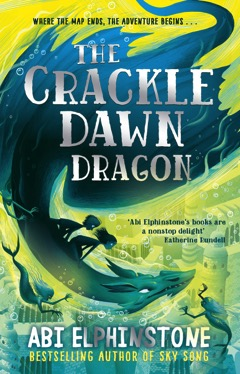 WHERE THE MAP ENDS, THE ADVENTURE BEGINS . . .
THE
CRACKLE
DAWN
DRAGON
'Abi Elphinstone's books are
a nonstop delight'
Katherine Rundell
ABI ELPHINSTONE
BESTSELLING AUTHOR OF SKY SONG